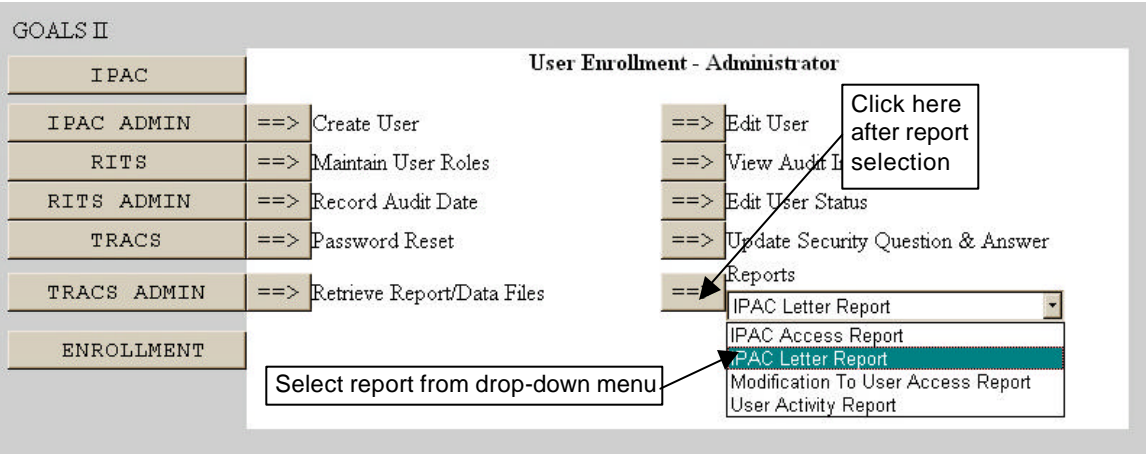 GOALS II
User Enrollment - Administrator
IPAC
IPAC ADMIN
==> Create User
==> Edit User
Click here
after report
selection
RITS
==> Maintain User Roles
==> View Audit
RITS ADMIN
==> Record Audit Date
==> Edit User Status
TRACS
==> Password Reset
==> Update Security Question & Answer
TRACS ADMIN
==> Retrieve Report/Data Files
==> Reports
IPAC Letter Report
IPAC Access Report
IPAC Letter Report
Modification To User Access Report
User Activity Report
ENROLLMENT
Select report from drop-down menu